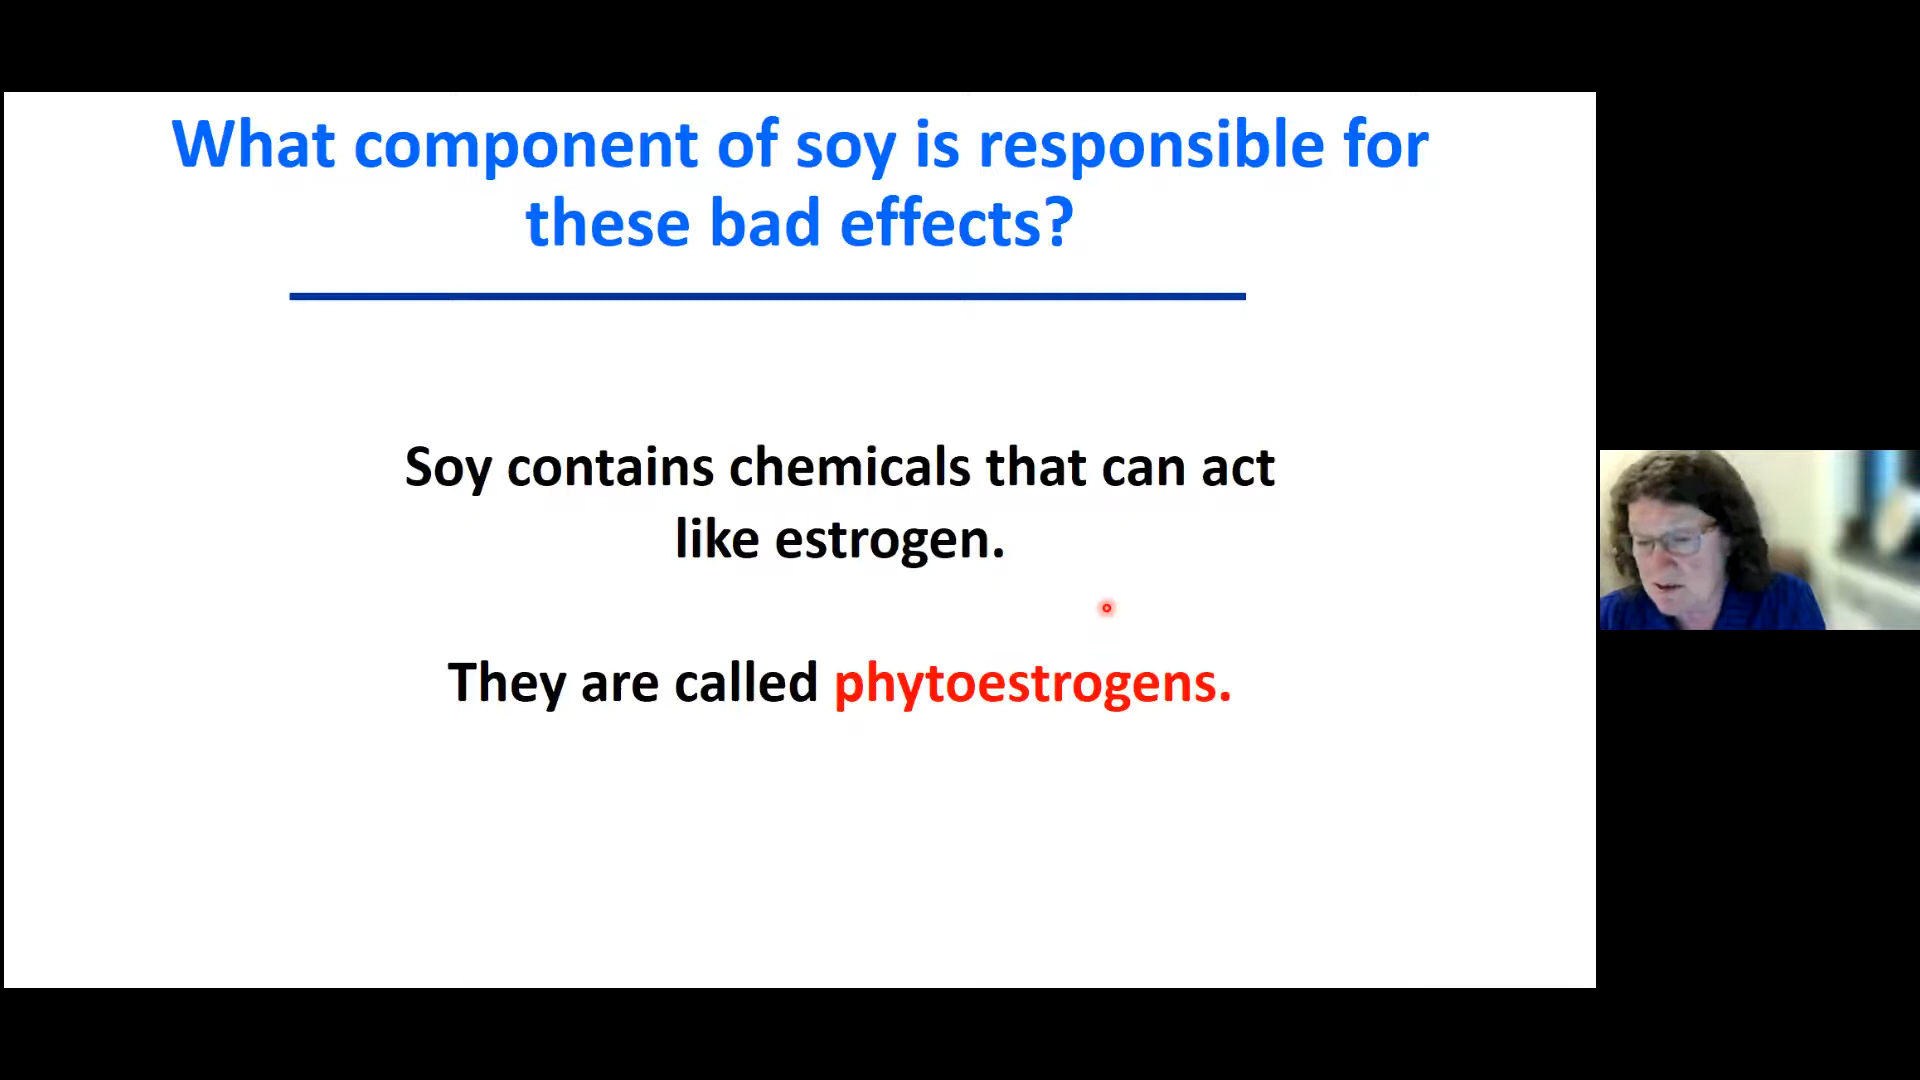 What component of soy is responsible for
these bad effects?
Soy contains chemicals that can act
like estrogen.
They are called phytoestrogens.